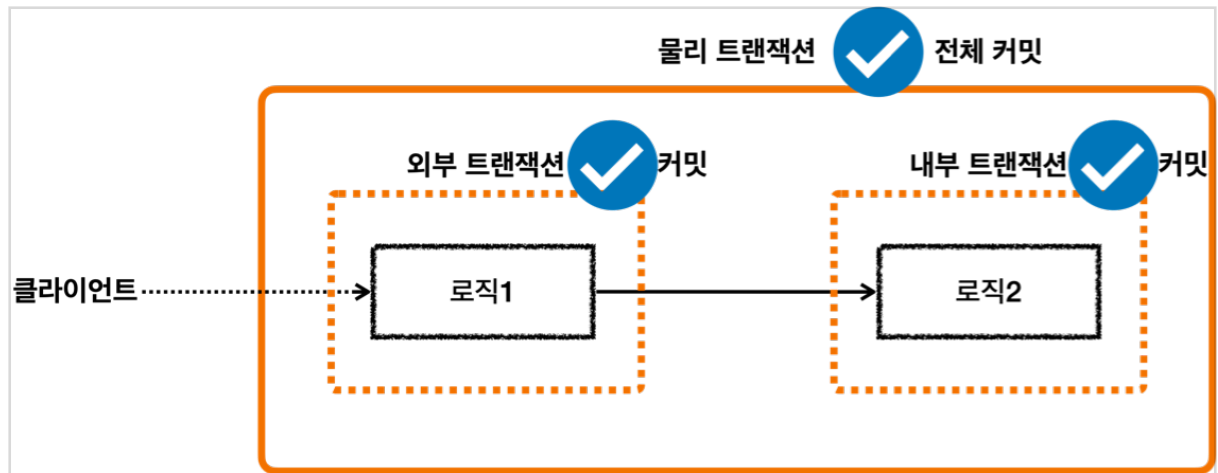 물리 트랜잭션 전체 커밋
외부 트랜잭션 커밋
내부 트랜잭션 커밋
클라이언트
로직1
로직2